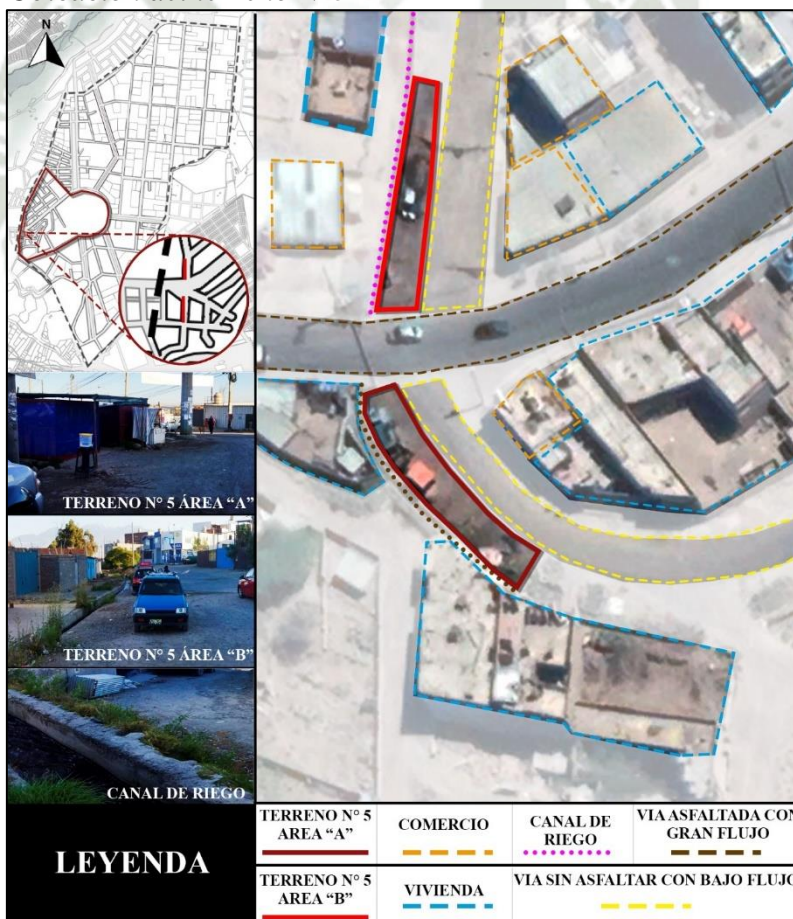 N
TERRENO N° 5 ÁREA “A”
TERRENO N° 5 ÁREA “B”
CANAL DE RIEGO
LEYENDA
TERRENO N° 5
AREA “A”
COMERCIO
CANAL DE
RIEGO
VIA ASFALTADA CON
GRAN FLUJO
TERRENO N° 5
AREA “B”
VIVIENDA
VIA SIN ASFALTAR CON BAJO FLUJO